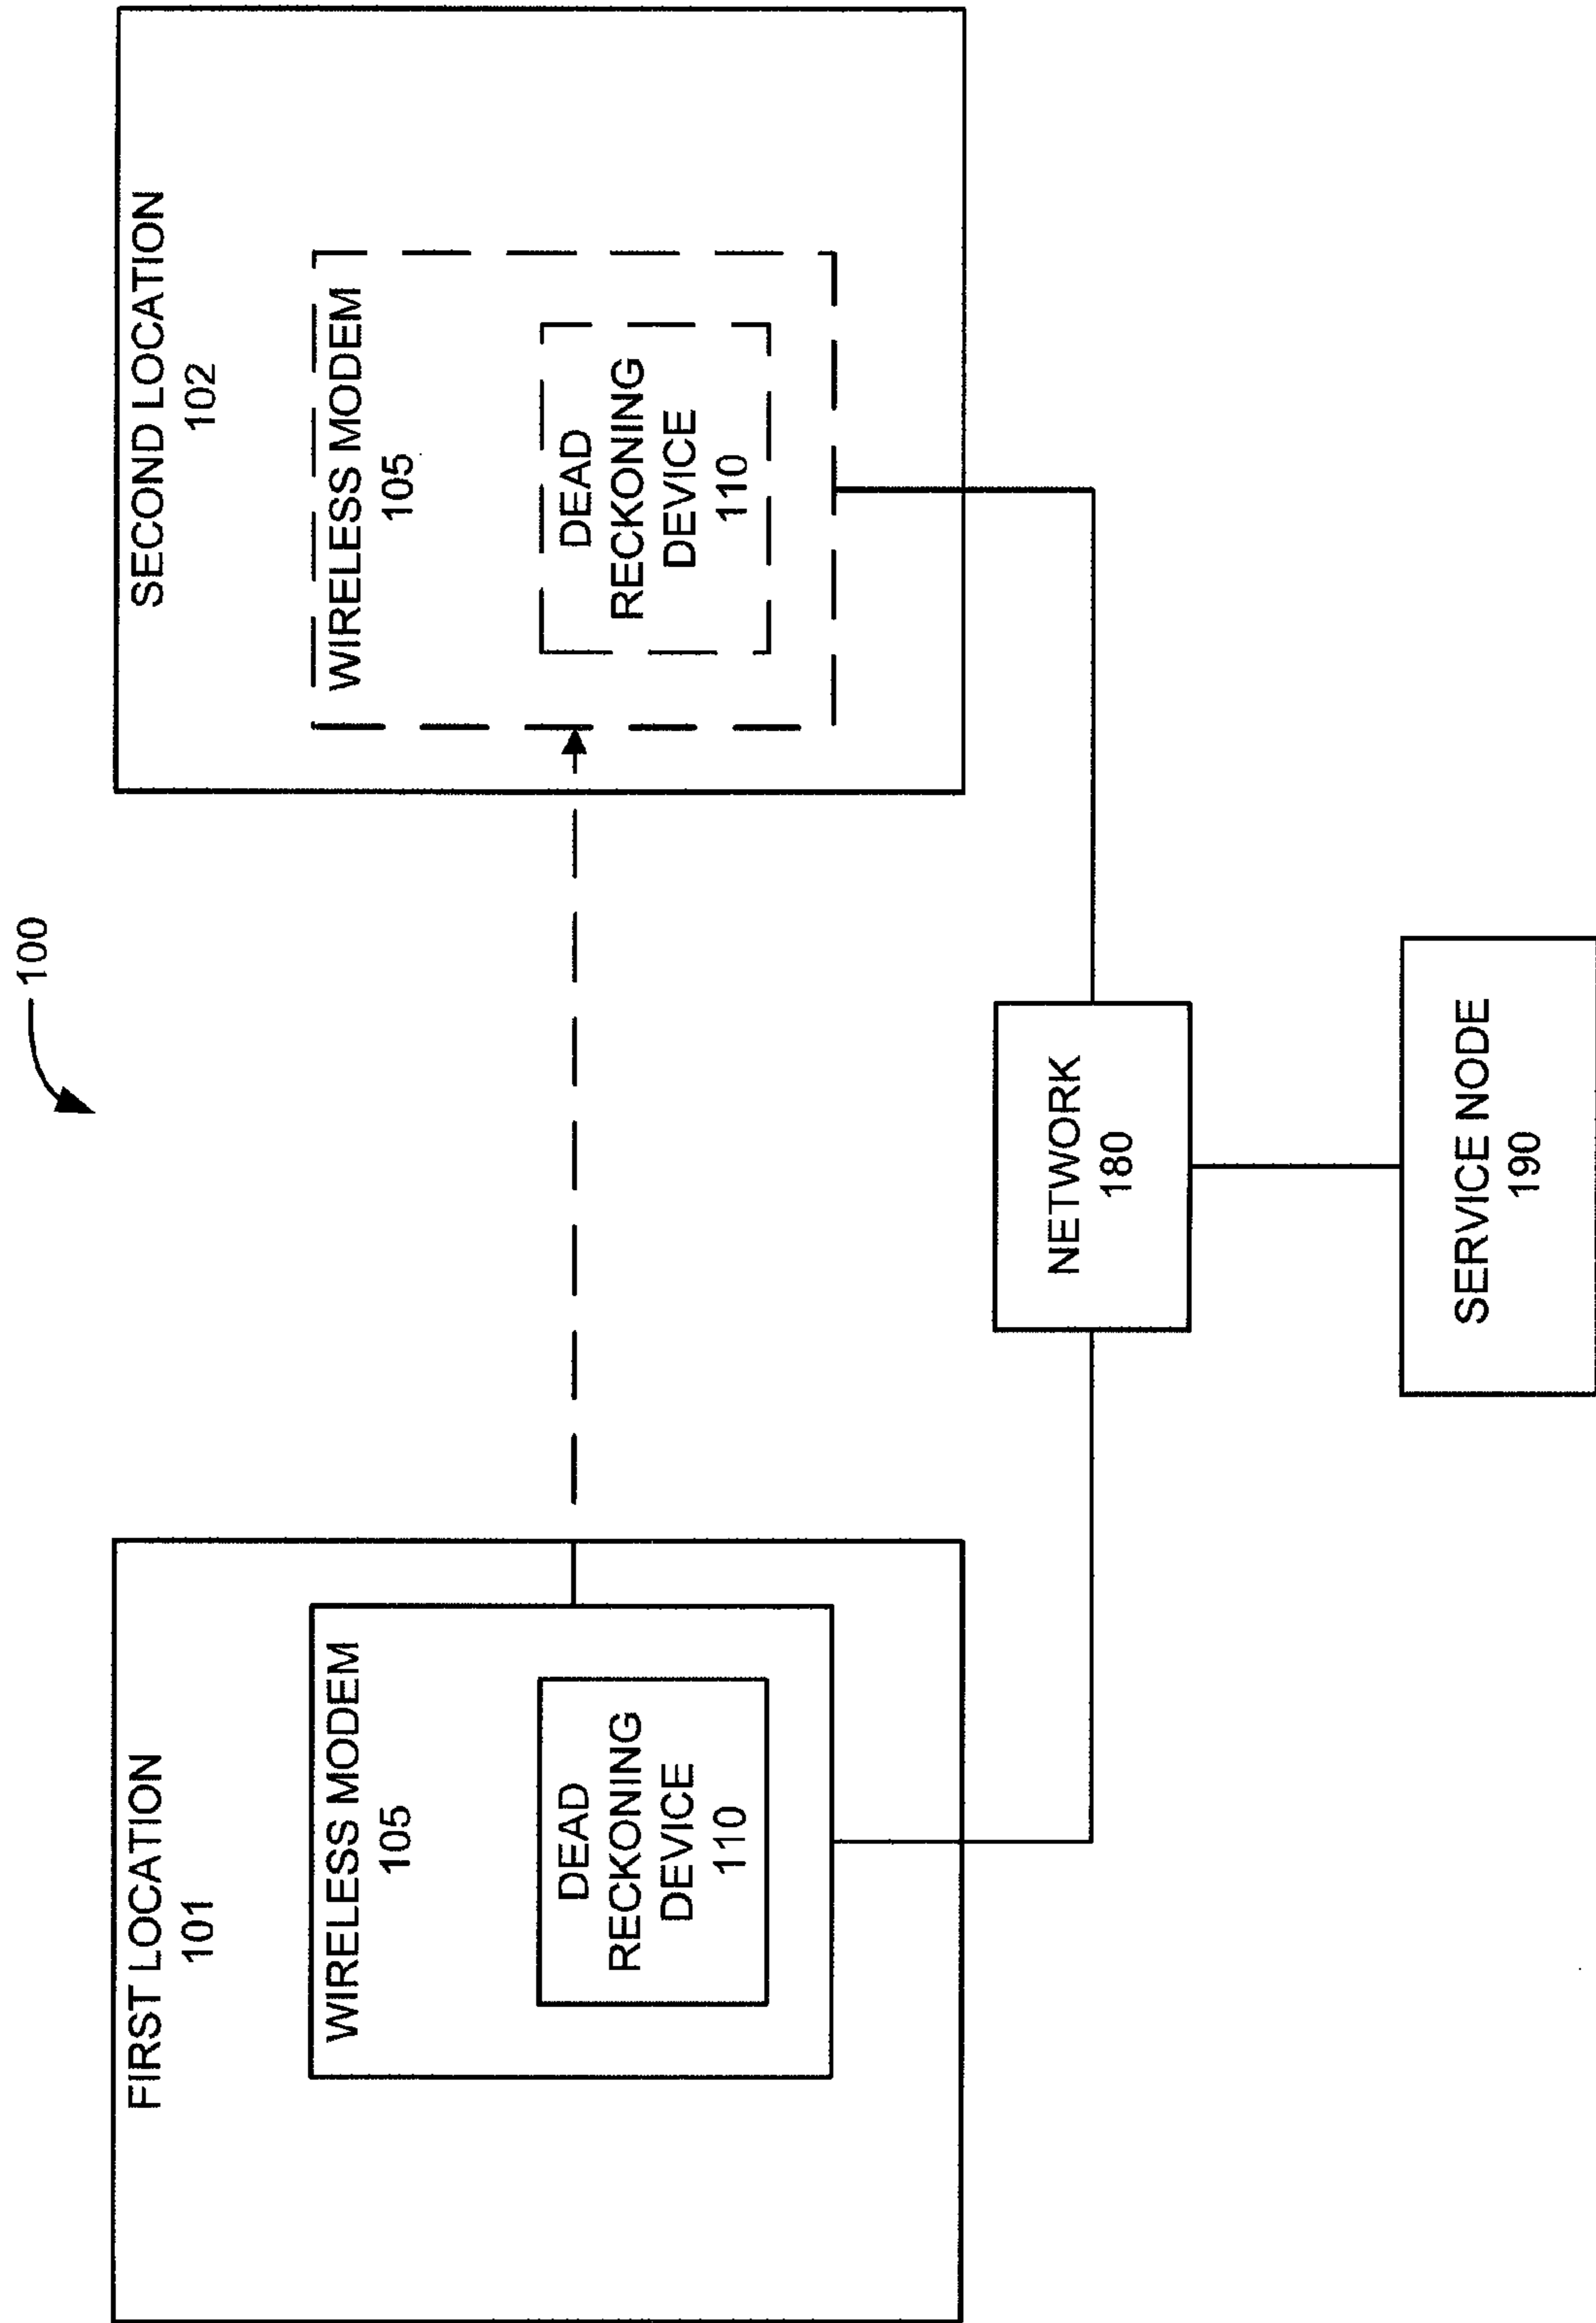 100
FIRST LOCATION
101
WIRELESS MODEM
105
DEAD
RECKONING
DEVICE
110
SECOND LOCATION
102
WIRELESS MODEM
105
DEAD
RECKONING
DEVICE
110
NETWORK
180
SERVICE NODE
190